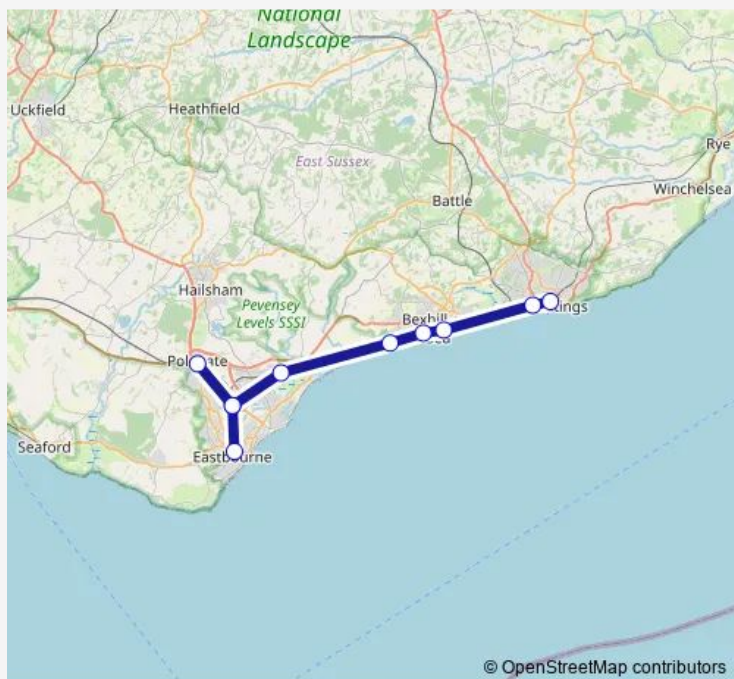 National
Landscape
Uckfield
Heathfield
East Sussex
Rye
Winchelsea
Battle
Hailsham
Pevensey
Levels SSSI
Bexhill
Seaford
Eastbourne
© OpenStreetMap contributors